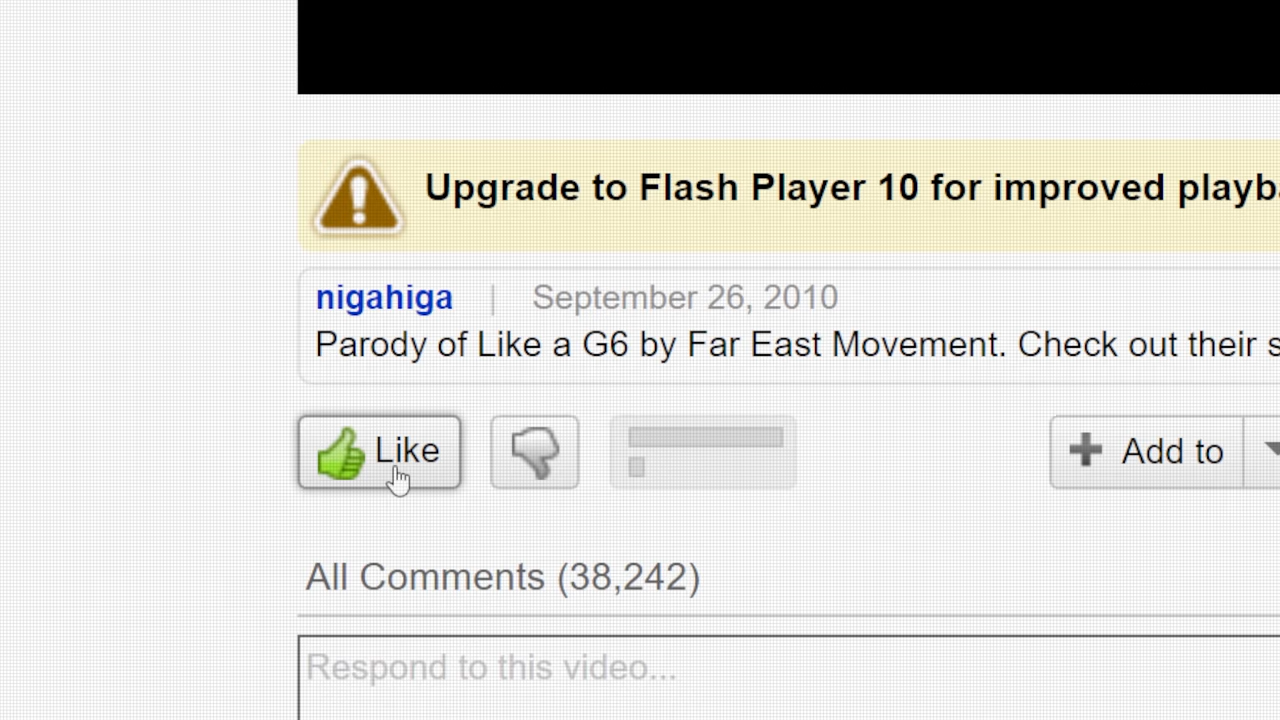 Upgrade to Flash Player 10 for improved playba
nigahiga | September 26, 2010
Parody of Like a G6 by Far East Movement. Check out their s
Like
Add to
All Comments (38,242)
Respond to this video...